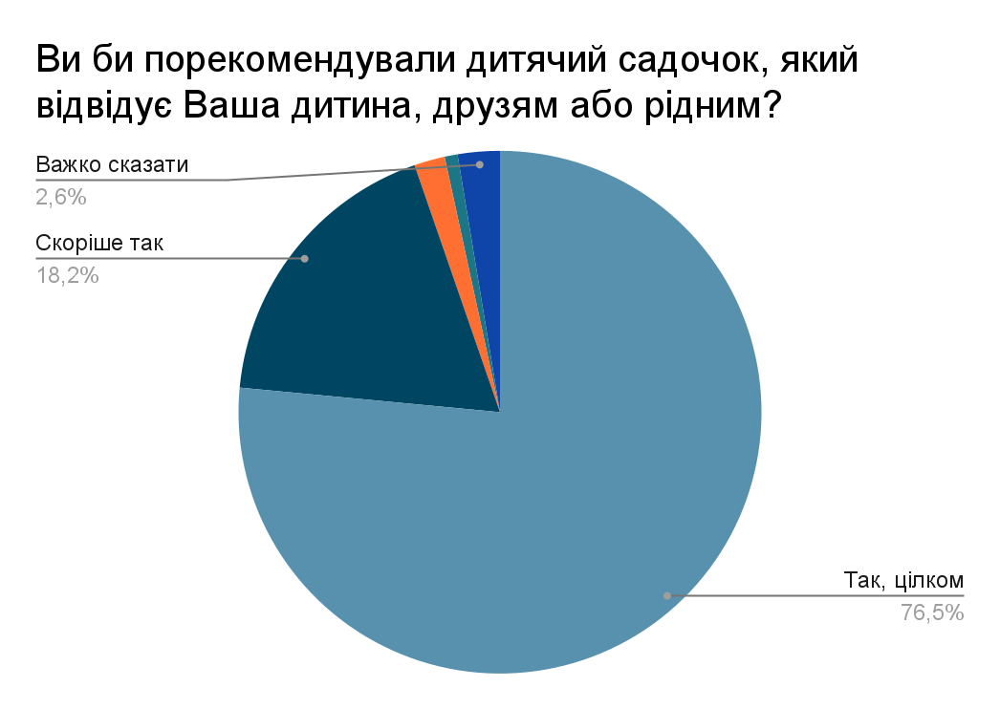 Ви би порекомендували дитячий садочок, який
відвідує Ваша дитина, друзям або рідним?
Важко сказати
2,6%
Скоріше так
18,2%
Так, цілком
76,5%